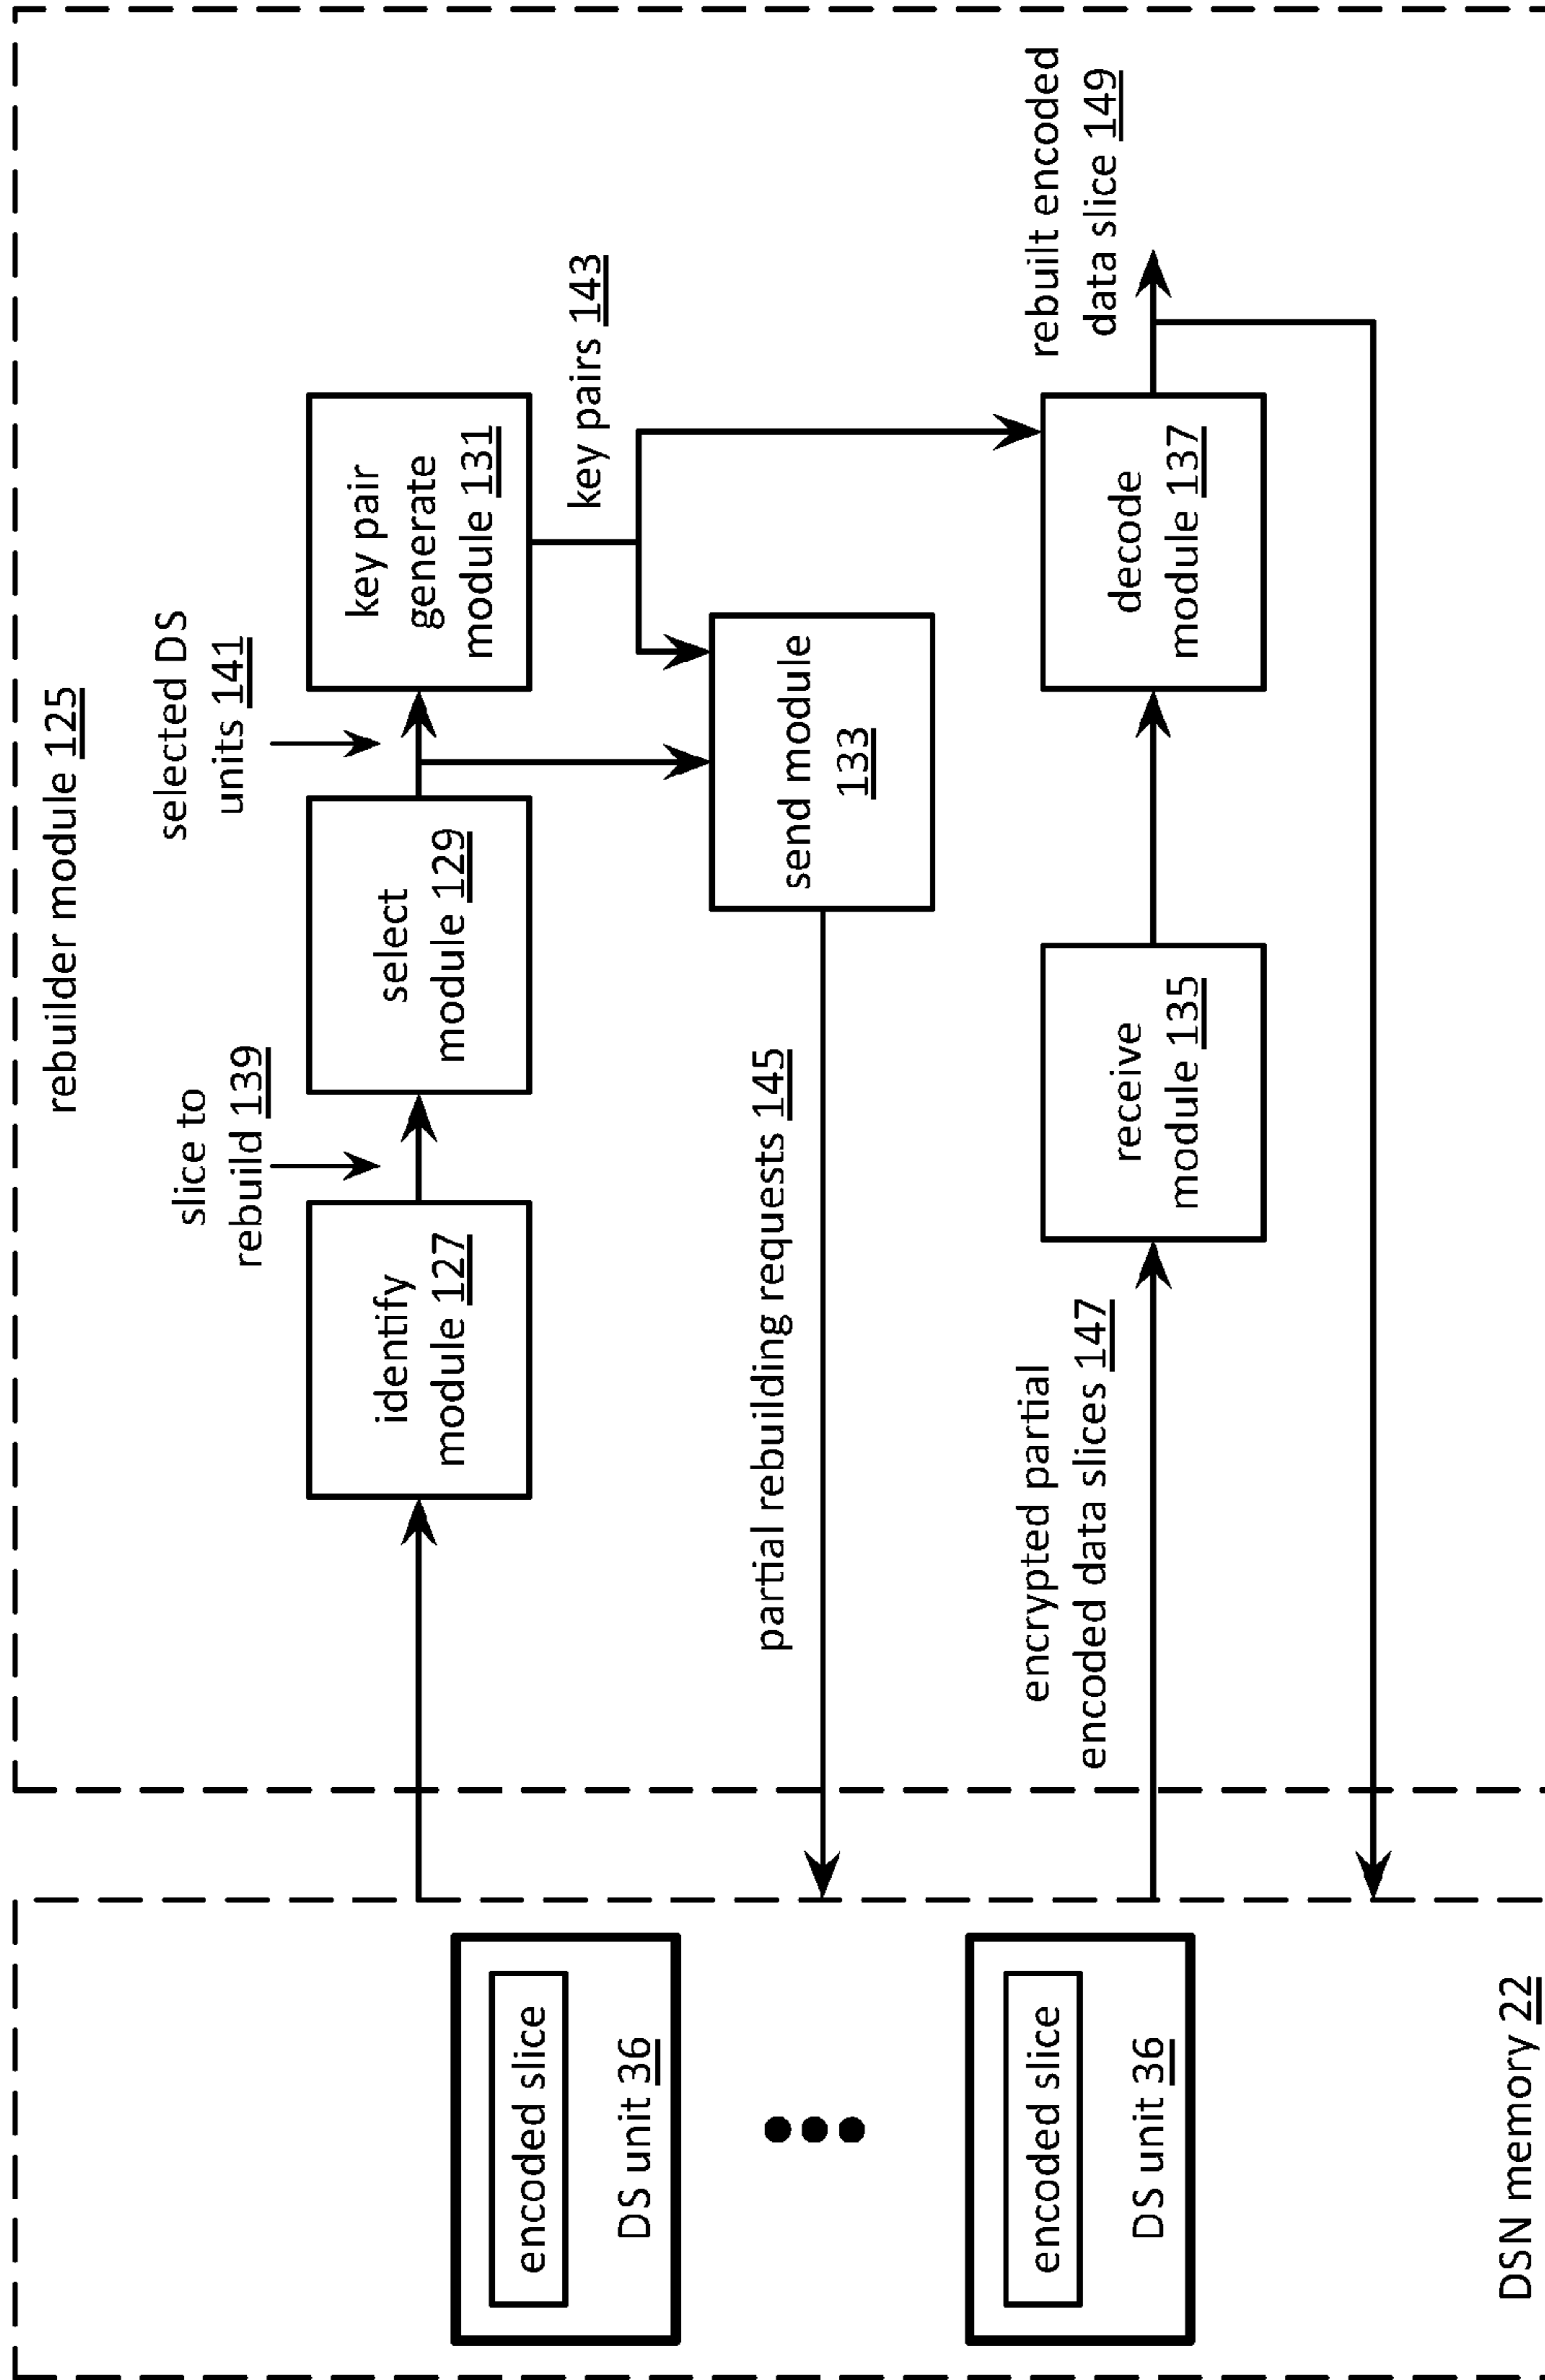 rebuilder module 125
slice to
rebuild 139
selected DS
units 141
identify
module 127
select
module 129
key pair
generate
module 131
key pairs 143
encoded slice
DS unit 36
send module
133
partial rebuilding requests 145
encrypted partial
encoded data slices 147
receive
module 135
decode
module 137
rebuilt encoded
data slice 149
encoded slice
DS unit 36
DSN memory 22